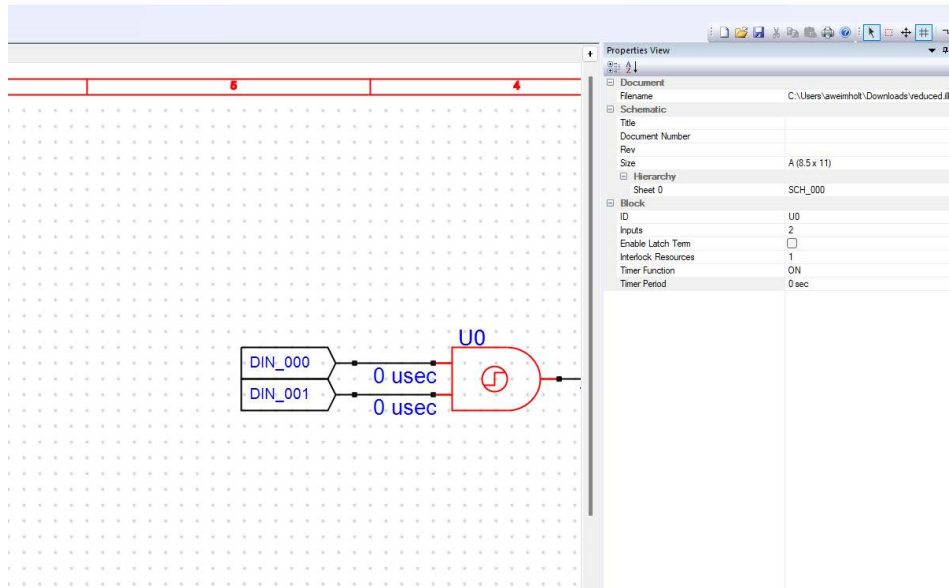 Properties View
5
4
Document
Filename C:\Users\aweimholt\Downloads\reduced.ill
Schematic
Title
Document Number
Rev
Size A (8.5 x 11)
Hierarchy
Sheet 0 SCH_000
Block
ID U0
Inputs 2
Enable Latch Term
Interlock Resources 1
Timer Function ON
Timer Period 0 sec
U0
DIN_000
0 usec
DIN_001
0 usec